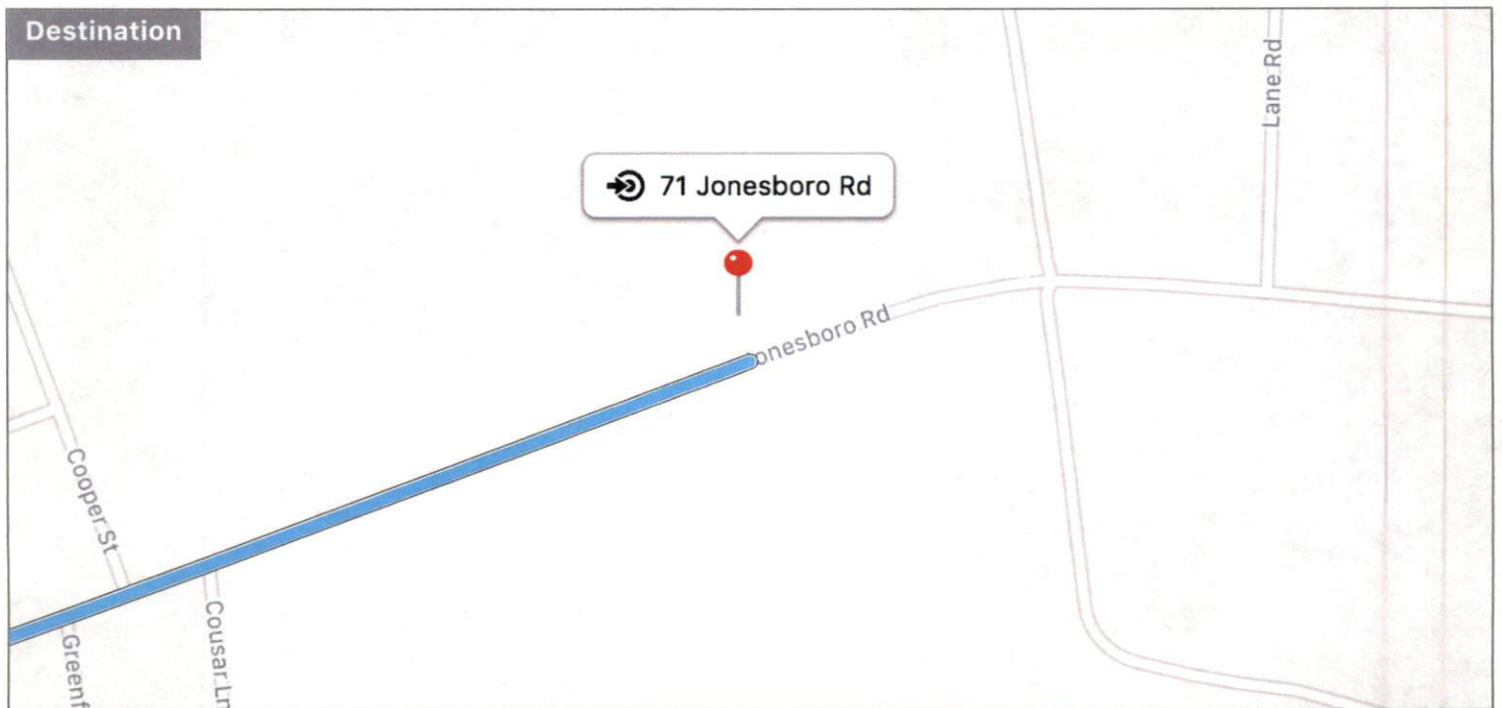 Destination
Lane Rd
71 Jonesboro Rd
onesboro Rd
Cooper St
Cousar Ln
Greenf